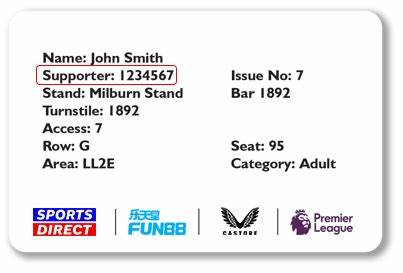 Name: John Smith
Supporter: 1234567 Issue No: 7
Stand: Milburn Stand Bar 1892
Turnstile: 1892
Access: 7
Row: G Seat: 95
Area: LL2E Category: Adult
SPORTS DIRECT 乐天堂 FUN88 CASTORE Premier League